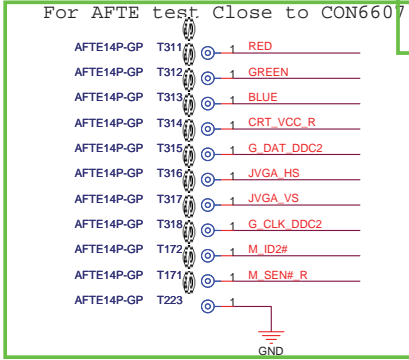 For AFTE test Close to CON6607
AFTE14P-GP T311 1 RED
AFTE14P-GP T312 1 GREEN
AFTE14P-GP T313 1 BLUE
AFTE14P-GP T314 1 CRT_VCC_R
AFTE14P-GP T315 1 G_DAT_DDC2
AFTE14P-GP T316 1 JVGA_HS
AFTE14P-GP T317 1 JVGA_VS
AFTE14P-GP T318 1 G_CLK_DDC2
AFTE14P-GP T172 1 M_ID2#
AFTE14P-GP T171 1 M_SEN#_R
AFTE14P-GP T223 1
GND